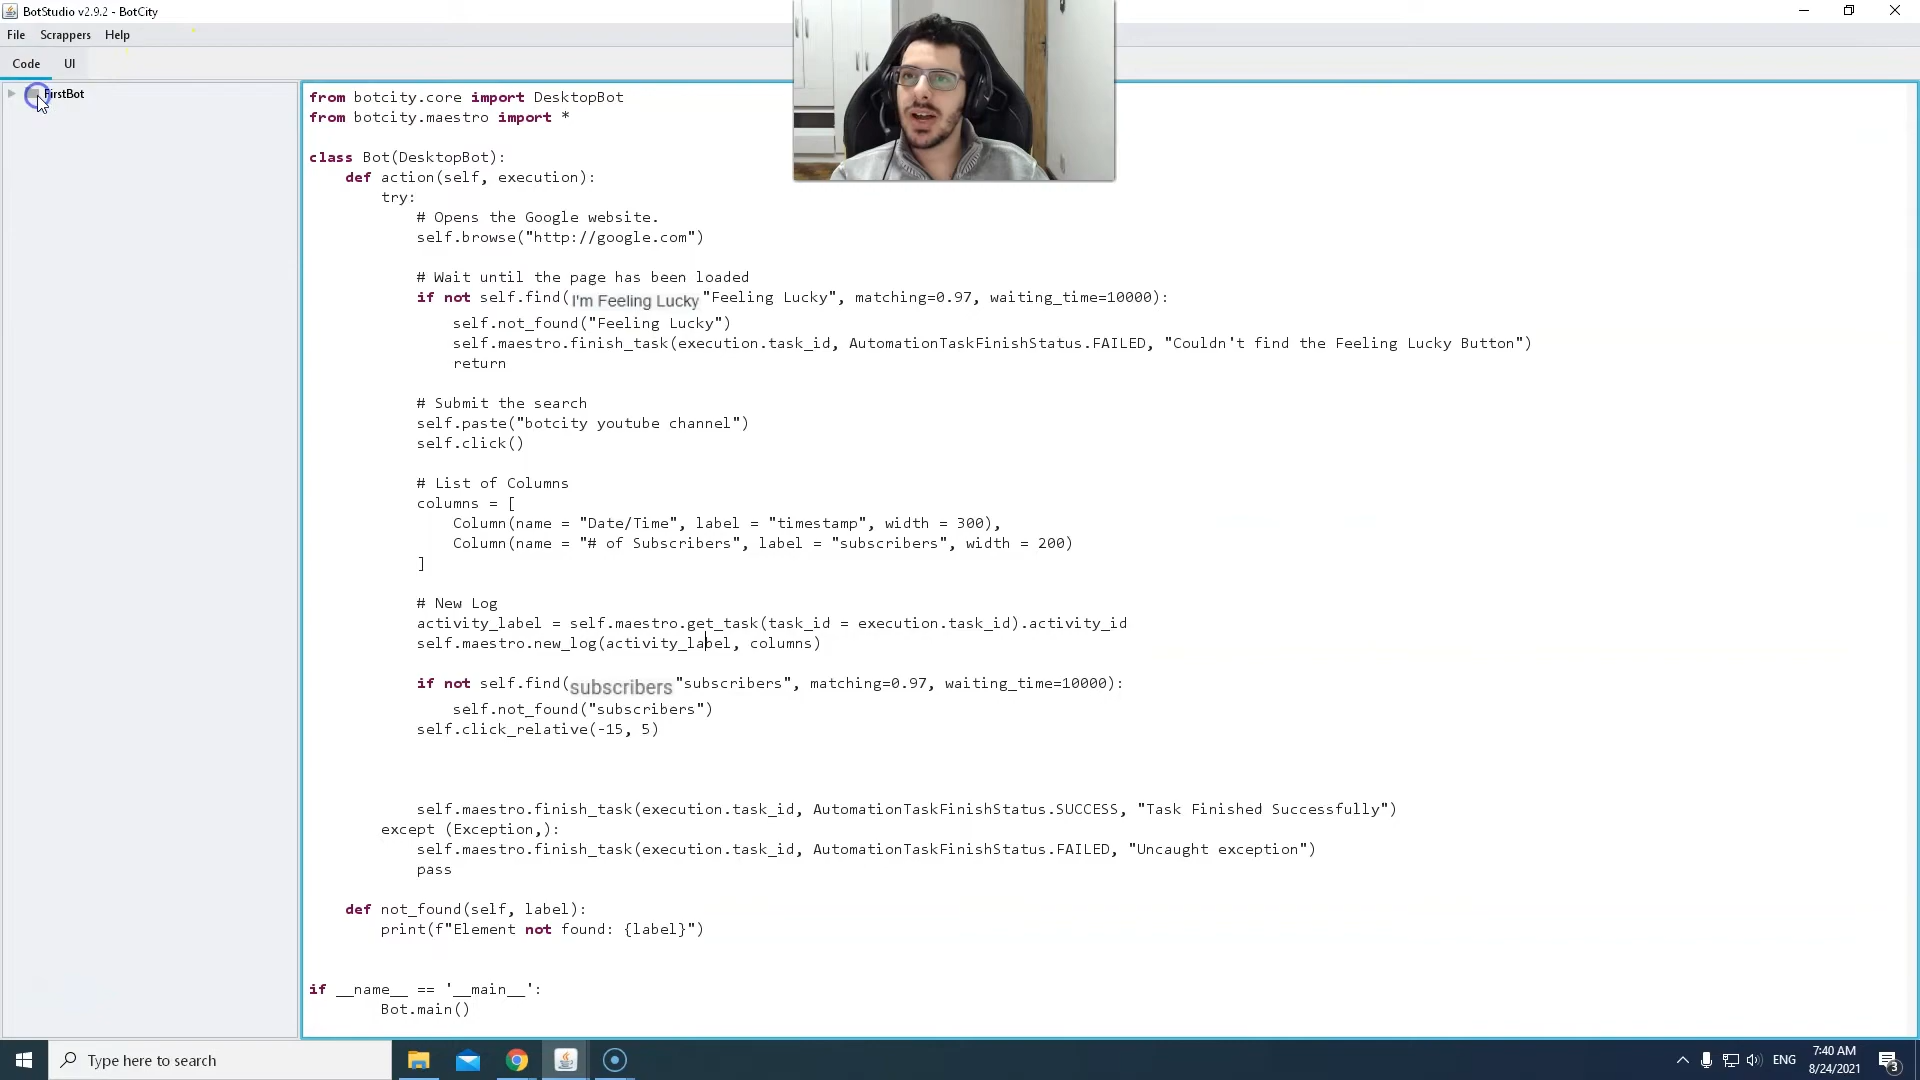 BotStudio v2.9.2 - BotCity
File Scrappers Help
Code UI
FirstBot
from botcity.core import DesktopBot
from botcity.maestro import *
class Bot(DesktopBot):
def action(self, execution):
try:
# Opens the Google website.
self.browse("http://google.com")
# Wait until the page has been loaded
if not self.find(I'm Feeling Lucky "Feeling Lucky", matching=0.97, waiting_time=10000):
self.not_found("Feeling Lucky")
self.maestro.finish_task(execution.task_id, AutomationTaskFinishStatus.FAILED, "Couldn't find the Feeling Lucky Button")
return
# Submit the search
self.paste("botcity youtube channel")
self.click()
# List of Columns
columns = [
Column(name = "Date/Time", label = "timestamp", width = 300),
Column(name = "# of Subscribers", label = "subscribers", width = 200)
]
# New Log
activity_label = self.maestro.get_task(task_id = execution.task_id).activity_id
self.maestro.new_log(activity_label, columns)
if not self.find(subscribers "subscribers", matching=0.97, waiting_time=10000):
self.not_found("subscribers")
self.click_relative(-15, 5)
self.maestro.finish_task(execution.task_id, AutomationTaskFinishStatus.SUCCESS, "Task Finished Successfully")
except (Exception,):
self.maestro.finish_task(execution.task_id, AutomationTaskFinishStatus.FAILED, "Uncaught exception")
pass
def not_found(self, label):
print(f"Element not found: {label}")
if __name__ == '__main__':
Bot.main()
Type here to search
ENG
7:40 AM
8/24/2021
3